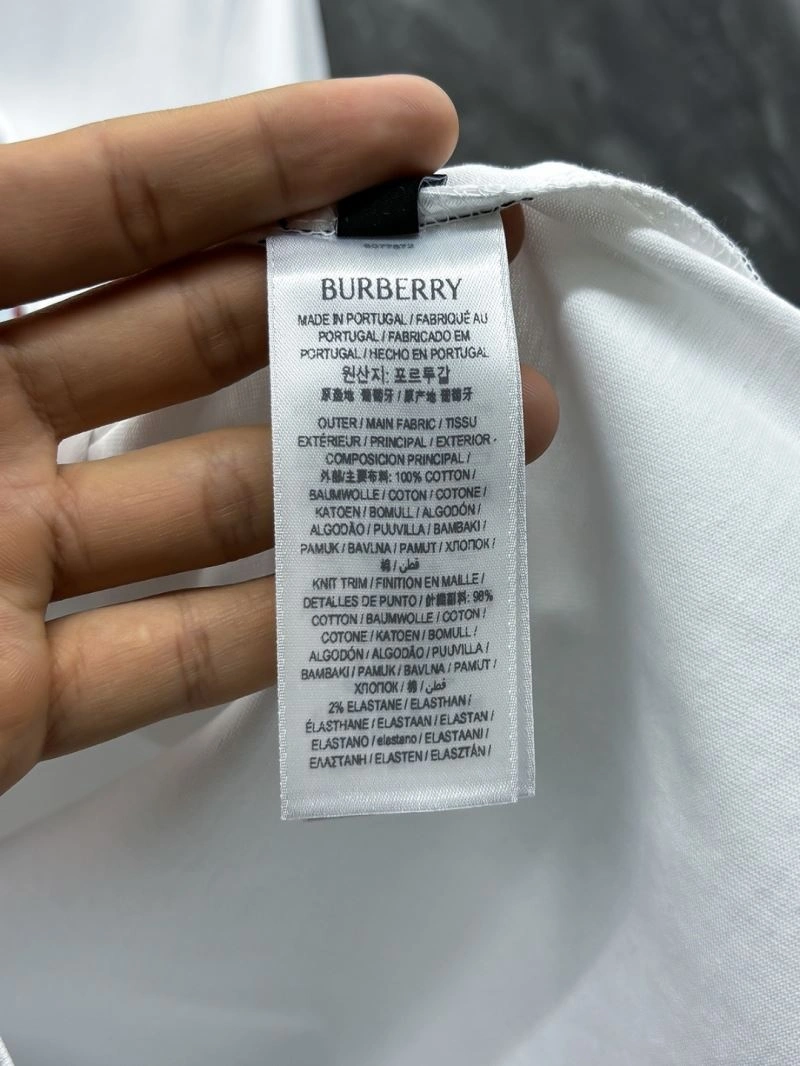 BURBERRY
MADE IN PORTUGAL / FABRIQUÉ AU
PORTUGAL / FABRICADO EM
PORTUGAL / HECHO EN PORTUGAL
원산지: 포르투갈
原產地 葡萄牙 / 原产地 葡萄牙
OUTER / MAIN FABRIC / TISSU
EXTÉRIEUR / PRINCIPAL / EXTERIOR -
COMPOSICION PRINCIPAL /
外部/主要布料: 100% COTTON /
BAUMWOLLE / COTON / COTONE /
KATOEN / BOMULL / ALGODÓN /
ALGODÃO / PUUVILLA / BAMBAKI /
PAMUK / BAVLNA / PAMUT / ХЛОПОК /
棉 / قطن /
KNIT TRIM / FINITION EN MAILLE /
DETALLES DE PUNTO / 針織副料: 98%
COTTON / BAUMWOLLE / COTON /
COTONE / KATOEN / BOMULL /
ALGODÓN / ALGODÃO / PUUVILLA /
BAMBAKI / PAMUK / BAVLNA / PAMUT /
ХЛОПОК / 棉 / قطن /
2% ELASTANE / ELASTHAN /
ÉLASTHANE / ELASTAAN / ELASTAN /
ELASTANO / elastano / ELASTAANI /
ΕΛΑΣΤΑΝΗ / ELASTEN / ELASZTÁN /